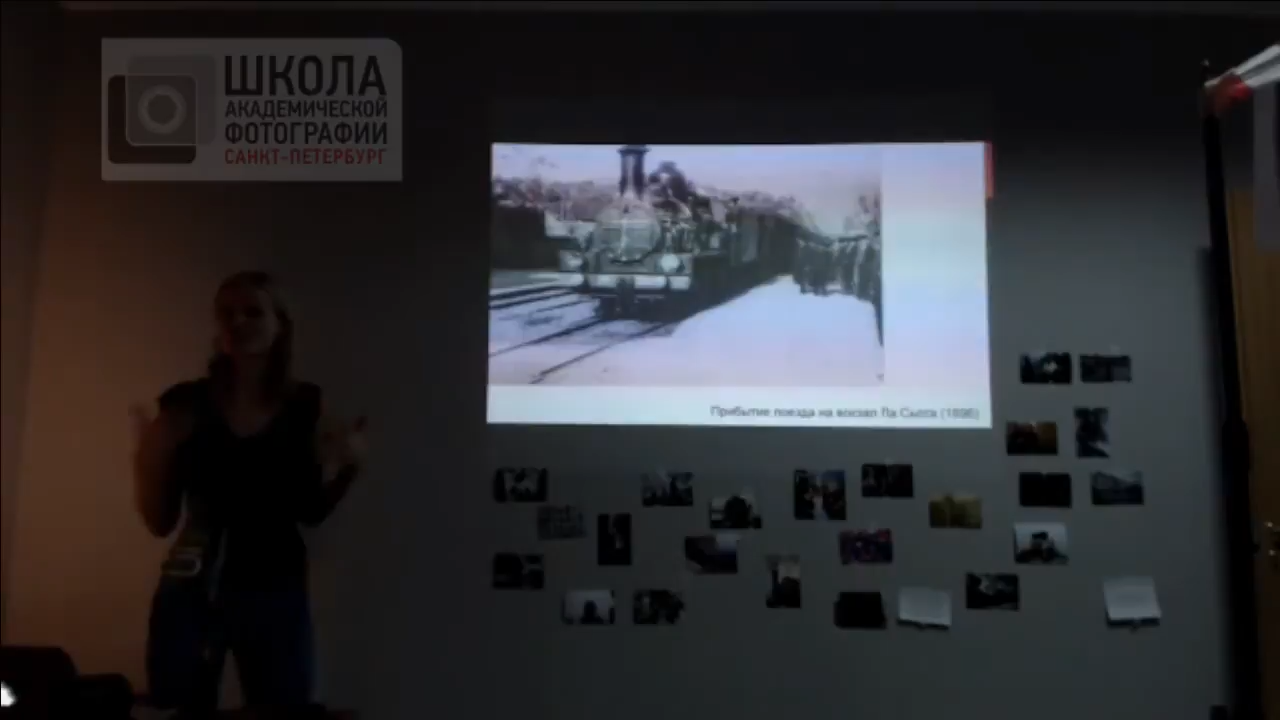 ШКОЛА
АКАДЕМИЧЕСКОЙ
ФОТОГРАФИИ
САНКТ-ПЕТЕРБУРГ
Прибытие поезда на вокзал Ла Сьота (1896)